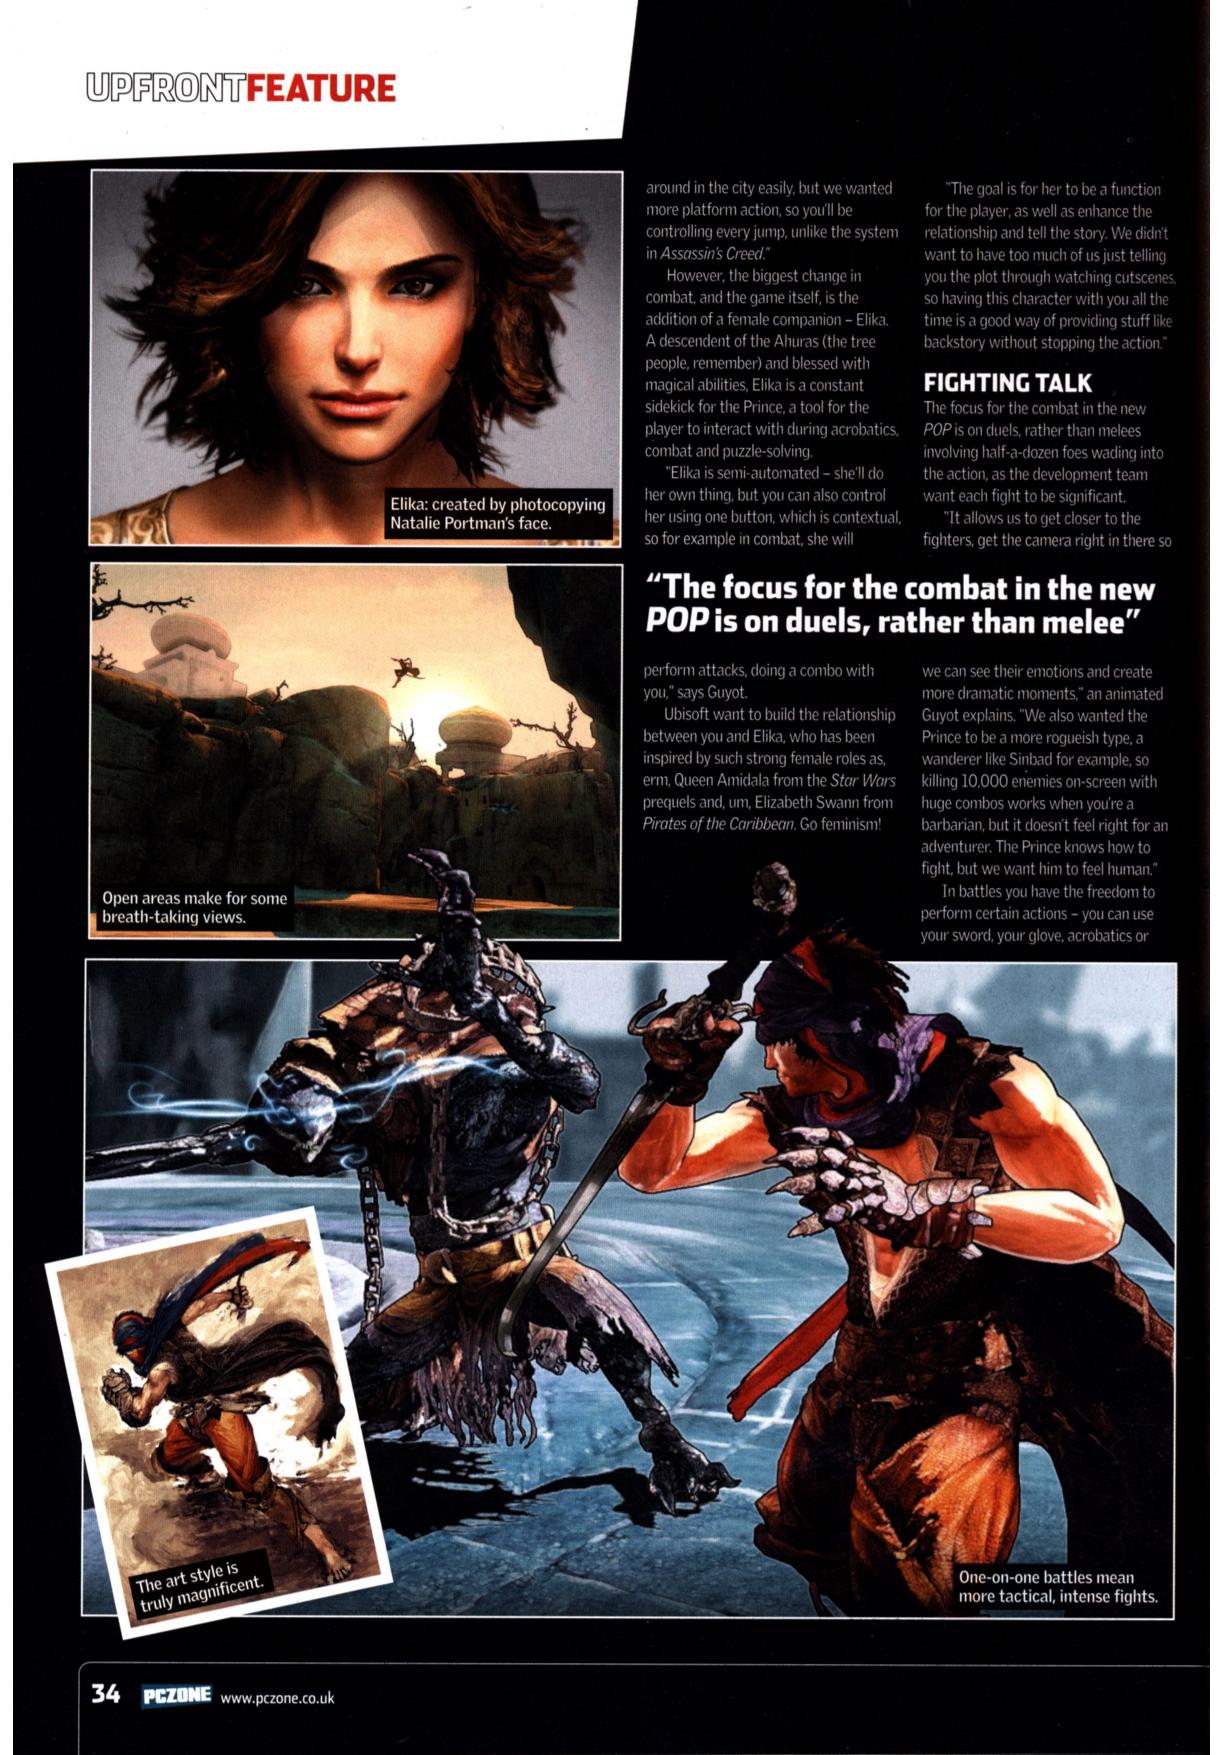 UPFRONTFEATURE
Elika: created by photocopying
Natalie Portman's face.
Open areas make for some
breath-taking views.
around in the city easily, but we wanted
more platform action, so you'll be
controlling every jump, unlike the system
in Assassin's Creed."
However, the biggest change in
combat, and the game itself, is the
addition of a female companion – Elika.
A descendent of the Ahuras (the tree
people, remember) and blessed with
magical abilities, Elika is a constant
sidekick for the Prince, a tool for the
player to interact with during acrobatics,
combat and puzzle-solving.
"Elika is semi-automated – she'll do
her own thing, but you can also control
her using one button, which is contextual,
so for example in combat, she will
"The focus for the combat in the new
POP is on duels, rather than melee"
perform attacks, doing a combo with
you," says Guyot.
Ubisoft want to build the relationship
between you and Elika, who has been
inspired by such strong female roles as,
erm, Queen Amidala from the Star Wars
prequels and, um, Elizabeth Swann from
Pirates of the Caribbean. Go feminism!
"The goal is for her to be a function
for the player, as well as enhance the
relationship and tell the story. We didn't
want to have too much of us just telling
you the plot through watching cutscenes,
so having this character with you all the
time is a good way of providing stuff like
backstory without stopping the action."
FIGHTING TALK
The focus for the combat in the new
POP is on duels, rather than melees
involving half-a-dozen foes wading into
the action, as the development team
want each fight to be significant.
"It allows us to get closer to the
fighters, get the camera right in there so
we can see their emotions and create
more dramatic moments," an animated
Guyot explains. "We also wanted the
Prince to be a more rogueish type, a
wanderer like Sinbad for example, so
killing 10,000 enemies on-screen with
huge combos works when you're a
barbarian, but it doesn't feel right for an
adventurer. The Prince knows how to
fight, but we want him to feel human."
In battles you have the freedom to
perform certain actions – you can use
your sword, your glove, acrobatics or
The art style is
truly magnificent.
One-on-one battles mean
more tactical, intense fights.
34 PCZONE www.pczone.co.uk